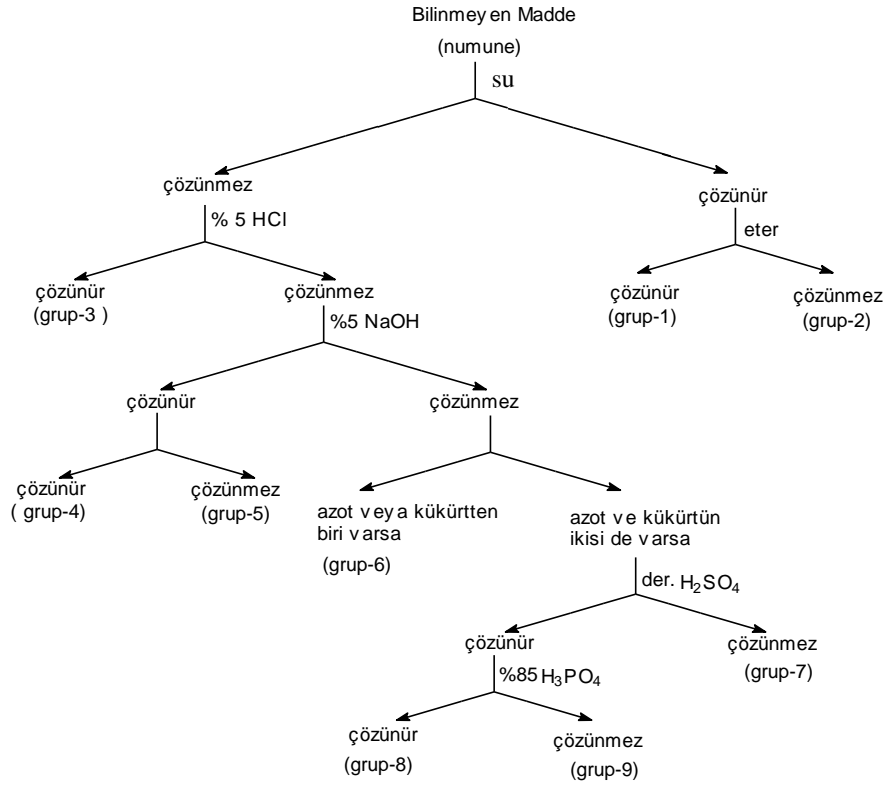 Bilinmeyen Madde
(numune)
su
çözünmez
çözünür
% 5 HCl
eter
çözünür
(grup-3 )
çözünmez
çözünür
(grup-1)
çözünmez
(grup-2)
%5 NaOH
çözünür
çözünmez
çözünür
( grup-4)
çözünmez
(grup-5)
azot veya kükürtten
biri varsa
(grup-6)
azot ve kükürtün
ikisi de varsa
der. H₂SO₄
çözünür
çözünmez
(grup-7)
%85 H₃PO₄
çözünür
(grup-8)
çözünmez
(grup-9)